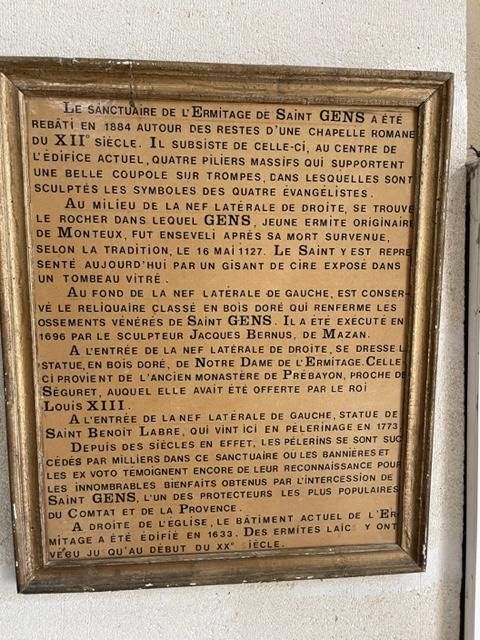 LE SANCTUAIRE DE L'ERMITAGE DE SAINT GENS A ÉTÉ
REBÂTI EN 1884 AUTOUR DES RESTES D'UNE CHAPELLE ROMANE
DU XIIᵉ SIÈCLE. IL SUBSISTE DE CELLE-CI, AU CENTRE DE
L'ÉDIFICE ACTUEL, QUATRE PILIERS MASSIFS QUI SUPPORTENT
UNE BELLE COUPOLE SUR TROMPES, DANS LESQUELLES SONT
SCULPTÉS LES SYMBOLES DES QUATRE ÉVANGÉLISTES.
AU MILIEU DE LA NEF LATÉRALE DE DROITE, SE TROUVE
LE ROCHER DANS LEQUEL GENS, JEUNE ERMITE ORIGINAIRE
DE MONTEUX, FUT ENSEVELI APRÈS SA MORT SURVENUE,
SELON LA TRADITION, LE 16 MAI 1127. LE SAINT Y EST REPRE
SENTÉ AUJOURD'HUI PAR UN GISANT DE CIRE EXPOSÉ DANS
UN TOMBEAU VITRÉ.
AU FOND DE LA NEF LATÉRALE DE GAUCHE, EST CONSER-
VÉ LE RELIQUAIRE CLASSÉ EN BOIS DORÉ QUI RENFERME LES
OSSEMENTS VÉNÉRÉS DE SAINT GENS. IL A ÉTÉ EXÉCUTÉ EN
1696 PAR LE SCULPTEUR JACQUES BERNUS, DE MAZAN.
A L'ENTRÉE DE LA NEF LATÉRALE DE DROITE, SE DRESSE LA
STATUE, EN BOIS DORÉ, DE NOTRE DAME DE L'ERMITAGE. CELLE-
CI PROVIENT DE L'ANCIEN MONASTÈRE DE PRÉBAYON, PROCHE DE
SÉGURET, AUQUEL ELLE AVAIT ÉTÉ OFFERTE PAR LE ROI
LOUIS XIII.
A L'ENTRÉE DE LA NEF LATÉRALE DE GAUCHE, STATUE DE
SAINT BENOÎT LABRE, QUI VINT ICI EN PÈLERINAGE EN 1773
DEPUIS DES SIÈCLES EN EFFET, LES PÈLERINS SE SONT SUC
CÉDÉS PAR MILLIERS DANS CE SANCTUAIRE OÙ LES BANNIÈRES ET
LES EX VOTO TÉMOIGNENT ENCORE DE LEUR RECONNAISSANCE POUR
LES INNOMBRABLES BIENFAITS OBTENUS PAR L'INTERCESSION DE
SAINT GENS, L'UN DES PROTECTEURS LES PLUS POPULAIRES
DU COMTAT ET DE LA PROVENCE.
A DROITE DE L'ÉGLISE, LE BÂTIMENT ACTUEL DE L'ER
MITAGE A ÉTÉ ÉDIFIÉ EN 1633. DES ERMITES LAÏC Y ONT
VÉCU JU QU'AU DÉBUT DU XXᵉ IÈCLE.